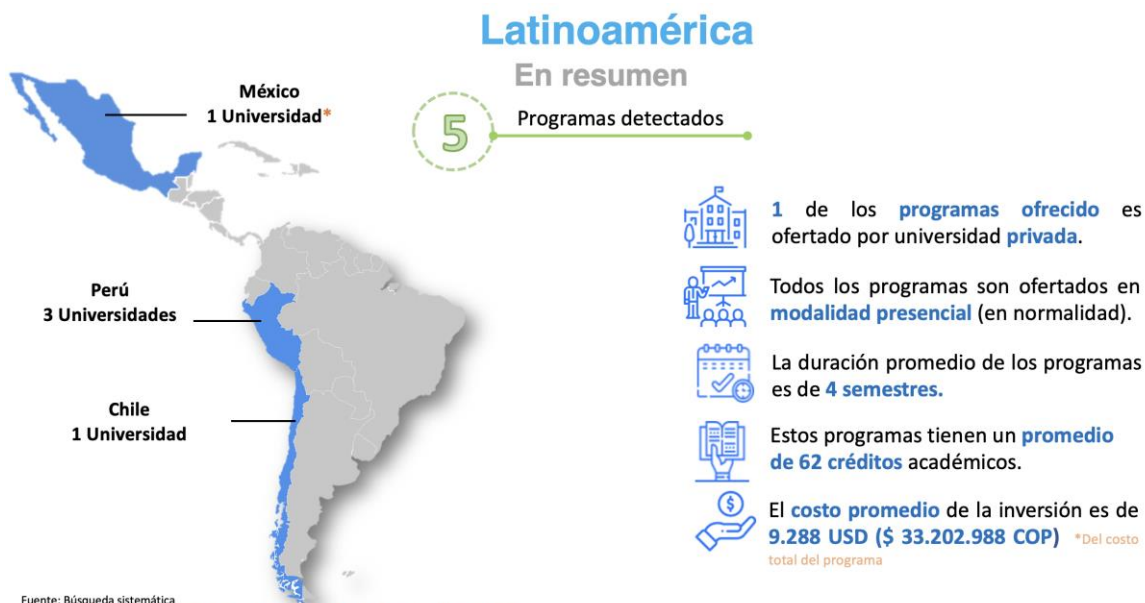 Latinoamérica
En resumen
5
Programas detectados
México
1 Universidad*
Perú
3 Universidades
Chile
1 Universidad
1 de los programas ofrecido es
ofertado por universidad privada.
Todos los programas son ofertados en
modalidad presencial (en normalidad).
La duración promedio de los programas
es de 4 semestres.
Estos programas tienen un promedio
de 62 créditos académicos.
$
El costo promedio de la inversión es de
9.288 USD ($ 33.202.988 COP) *Del costo
total del programa
Fuente: Búsqueda sistemática